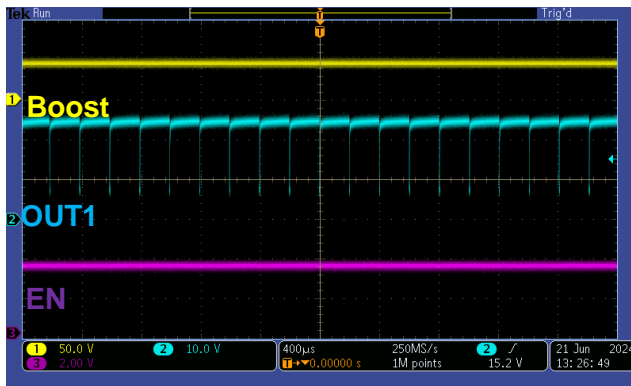 Tek Run Trig'd
T
T
1
Boost
2
OUT1
EN
3
1 50.0 V 2 10.0 V 400μs 250MS/s 2 21 Jun 2024
3 2.00 V T→▼0.00000 s 1M points 15.2 V 13:26:49